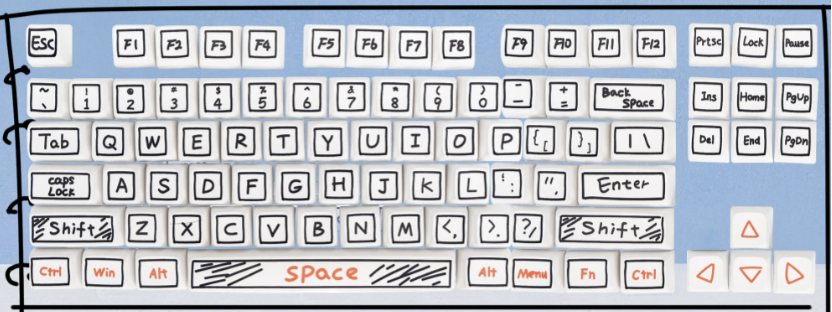 ESC F1 F2 F3 F4 F5 F6 F7 F8 F9 F10 F11 F12 Prtsc Lock Pause
~ ! @ # $ % ^ & * ( ) _ +
` 1 2 3 4 5 6 7 8 9 0 - = Back Space Ins Home PgUp
Tab Q W E R T Y U I O P { [ } ] | \ Del End PgDn
caps Lock A S D F G H J K L ! : " , Enter
Shift Z X C V B N M < , > . ? / Shift
Ctrl Win Alt SPace Alt Menu Fn Ctrl